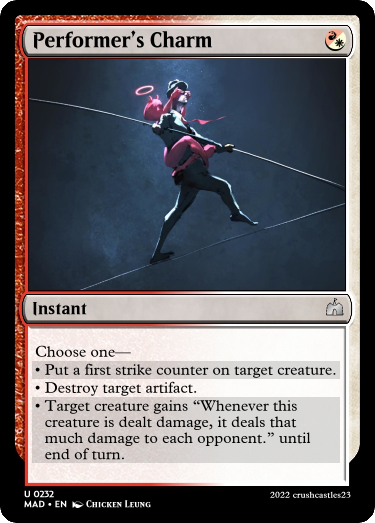 Performer's Charm
Instant
Choose one—
• Put a first strike counter on target creature.
• Destroy target artifact.
• Target creature gains “Whenever this
creature is dealt damage, it deals that
much damage to each opponent.” until
end of turn.
U 0232
MAD • EN Chicken Leung
2022 crushcastles23